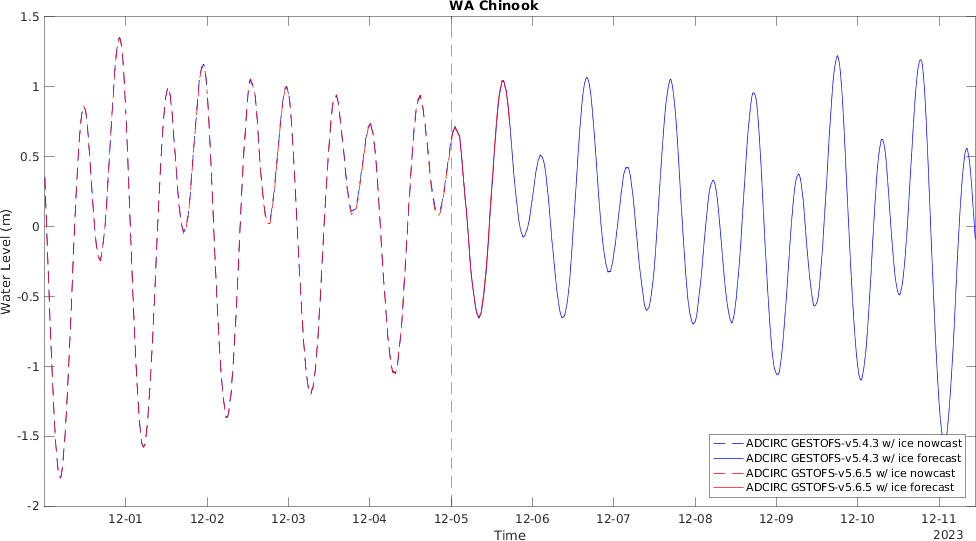 WA Chinook
1.5
1
0.5
0
-0.5
-1
-1.5
-2
Water Level (m)
12-01 12-02 12-03 12-04 12-05 12-06 12-07 12-08 12-09 12-10 12-11
Time
2023
ADCIRC GESTOFS-v5.4.3 w/ ice nowcast
ADCIRC GESTOFS-v5.4.3 w/ ice forecast
ADCIRC GSTOFS-v5.6.5 w/ ice nowcast
ADCIRC GSTOFS-v5.6.5 w/ ice forecast